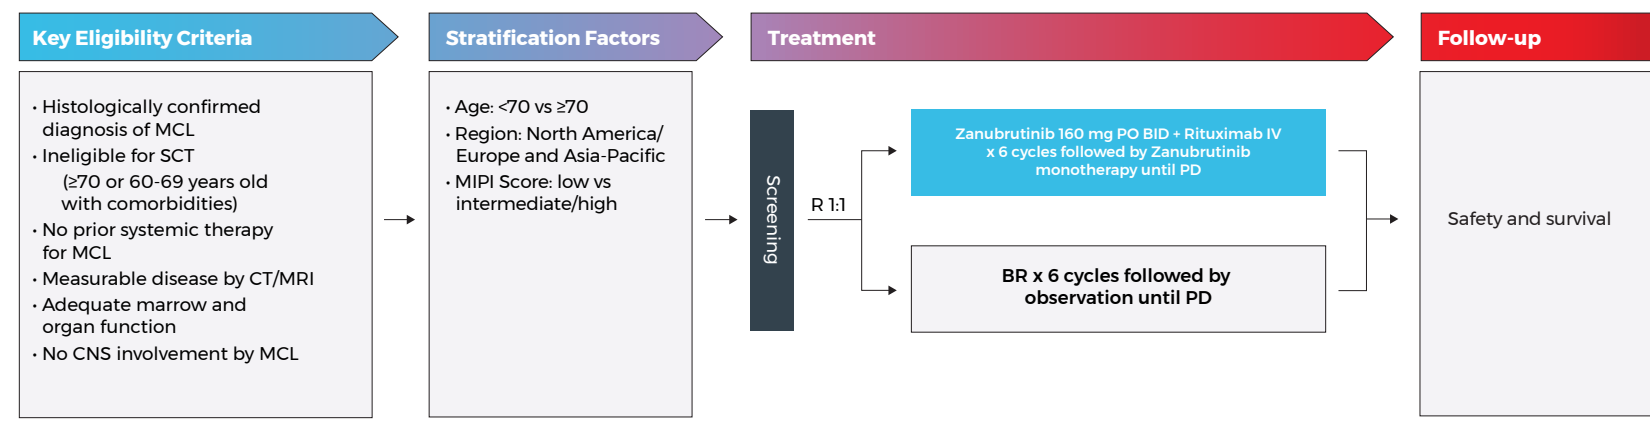 Key Eligibility Criteria
• Histologically confirmed
diagnosis of MCL
• Ineligible for SCT
(≥70 or 60-69 years old
with comorbidities)
• No prior systemic therapy
for MCL
• Measurable disease by CT/MRI
• Adequate marrow and
organ function
• No CNS involvement by MCL
Stratification Factors
• Age: <70 vs ≥70
• Region: North America/
Europe and Asia-Pacific
• MIPI Score: low vs
intermediate/high
Treatment
Screening
R 1:1
Zanubrutinib 160 mg PO BID + Rituximab IV
x 6 cycles followed by Zanubrutinib
monotherapy until PD
BR x 6 cycles followed by
observation until PD
Follow-up
Safety and survival